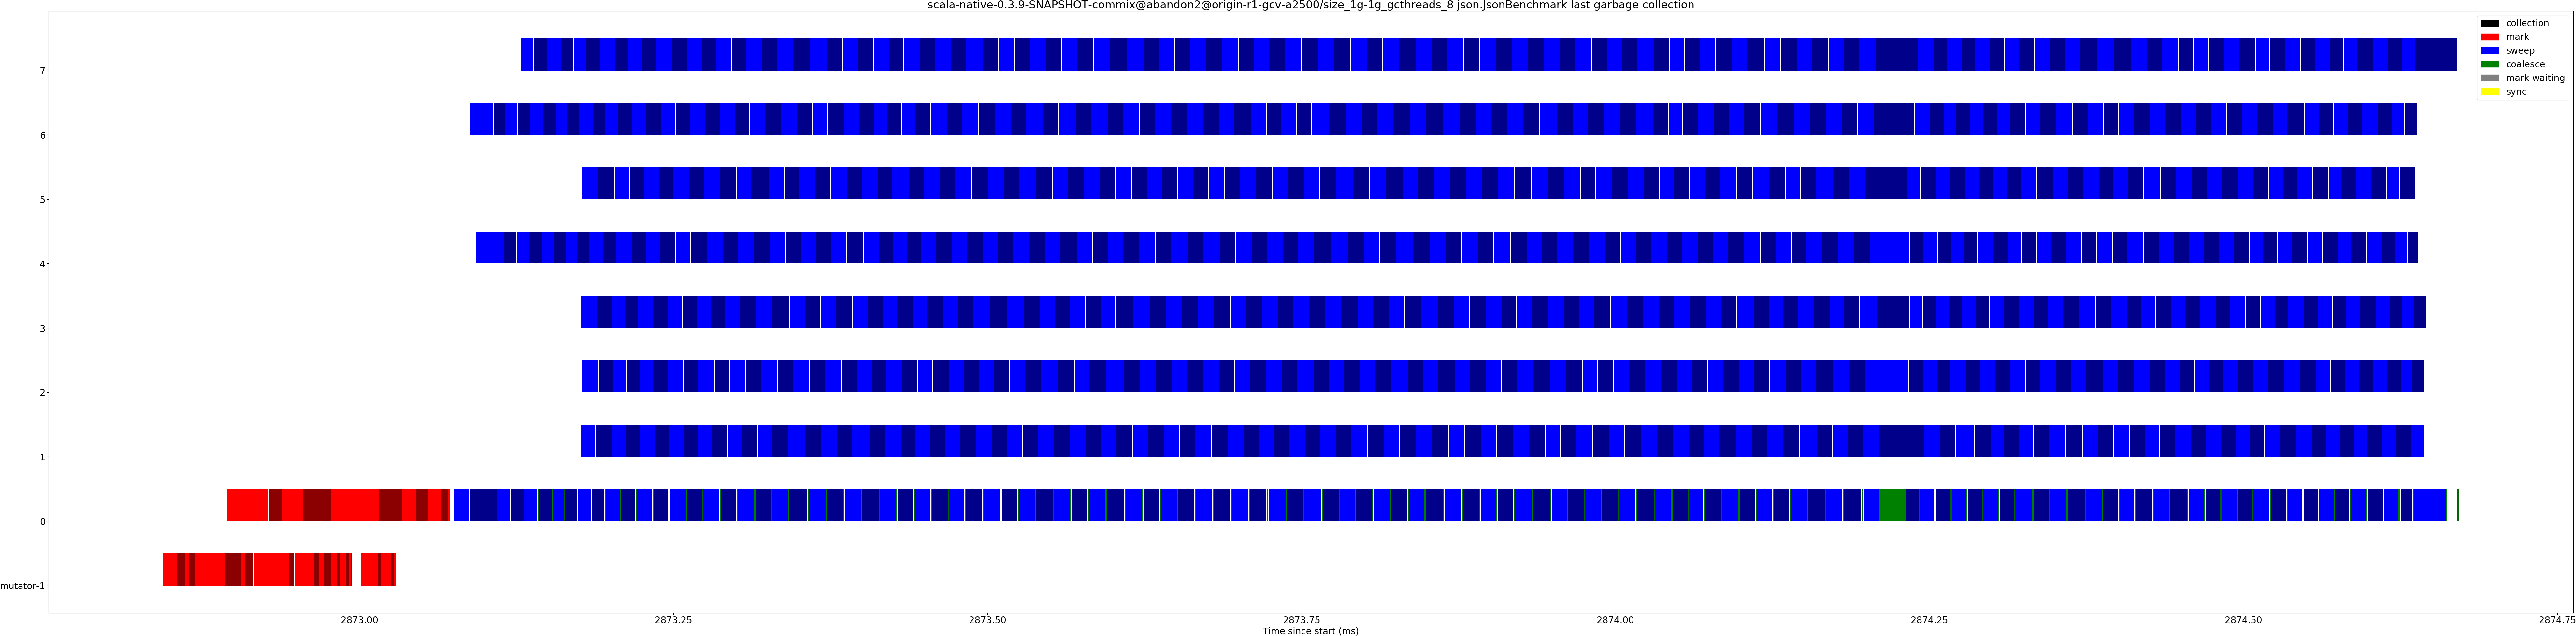 scala-native-0.3.9-SNAPSHOT-commix@abandon2@origin-r1-gcv-a2500/size_1g-1g_gcthreads_8 json.JsonBenchmark last garbage collection
collection
mark
sweep
coalesce
mark waiting
sync
7
6
5
4
3
2
1
0
mutator-1
2873.00 2873.25 2873.50 2873.75 2874.00 2874.25 2874.50 2874.75
Time since start (ms)